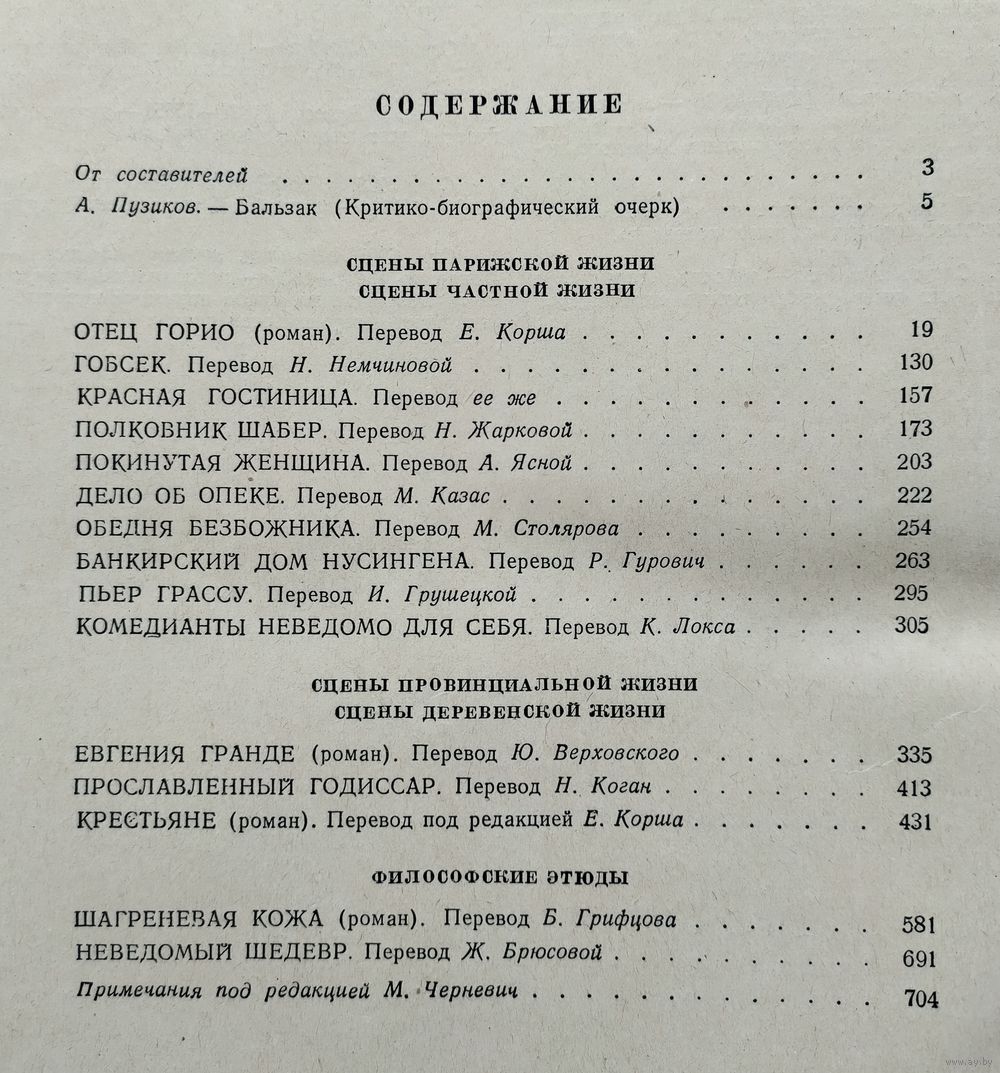 СОДЕРЖАНИЕ
От составителей . . . . . . . . . . . . . . . . . . . . . 3
А. Пузиков. — Бальзак (Критико-биографический очерк) . . . . . . . 5
СЦЕНЫ ПАРИЖСКОЙ ЖИЗНИ
СЦЕНЫ ЧАСТНОЙ ЖИЗНИ
ОТЕЦ ГОРИО (роман). Перевод Е. Корша . . . . . . . . . . 19
ГОБСЕК. Перевод Н. Немчиновой . . . . . . . . . . . . . . 130
КРАСНАЯ ГОСТИНИЦА. Перевод ее же . . . . . . . . . . . 157
ПОЛКОВНИК ШАБЕР. Перевод Н. Жарковой . . . . . . . . . . 173
ПОКИНУТАЯ ЖЕНЩИНА. Перевод А. Ясной . . . . . . . . . . 203
ДЕЛО ОБ ОПЕКЕ. Перевод М. Казас . . . . . . . . . . . . . 222
ОБЕДНЯ БЕЗБОЖНИКА. Перевод М. Столярова . . . . . . . . . 254
БАНКИРСКИЙ ДОМ НУСИНГЕНА. Перевод Р. Гурович . . . . . . 263
ПЬЕР ГРАССУ. Перевод И. Грушецкой . . . . . . . . . . . . 295
КОМЕДИАНТЫ НЕВЕДОМО ДЛЯ СЕБЯ. Перевод К. Локса . . . . . 305
СЦЕНЫ ПРОВИНЦИАЛЬНОЙ ЖИЗНИ
СЦЕНЫ ДЕРЕВЕНСКОЙ ЖИЗНИ
ЕВГЕНИЯ ГРАНДЕ (роман). Перевод Ю. Верховского . . . . . . . 335
ПРОСЛАВЛЕННЫЙ ГОДИССАР. Перевод Н. Коган . . . . . . . . 413
КРЕСТЬЯНЕ (роман). Перевод под редакцией Е. Корша . . . . . . . 431
ФИЛОСОФСКИЕ ЭТЮДЫ
ШАГРЕНЕВАЯ КОЖА (роман). Перевод Б. Грифцова . . . . . . . 581
НЕВЕДОМЫЙ ШЕДЕВР. Перевод Ж. Брюсовой . . . . . . . . . 691
Примечания под редакцией М. Черневич . . . . . . . . . . . . 704
www.ay.by